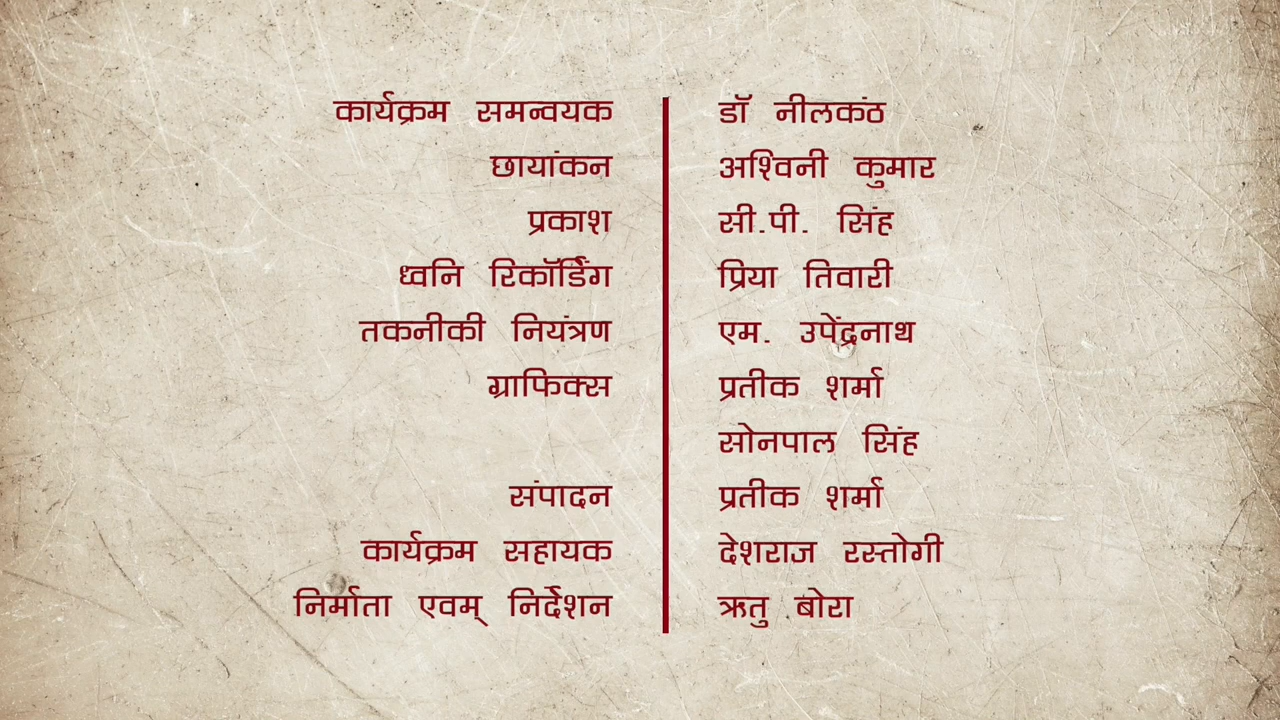 कार्यक्रम समन्वयक डॉ नीलकंठ
छायांकन अश्विनी कुमार
प्रकाश सी.पी. सिंह
ध्वनि रिकॉर्डिंग प्रिया तिवारी
तकनीकी नियंत्रण एम. उपेंद्रनाथ
ग्राफिक्स प्रतीक शर्मा
सोनपाल सिंह
संपादन प्रतीक शर्मा
कार्यक्रम सहायक देशराज रस्तोगी
निर्माता एवम् निर्देशन ऋतु बोरा